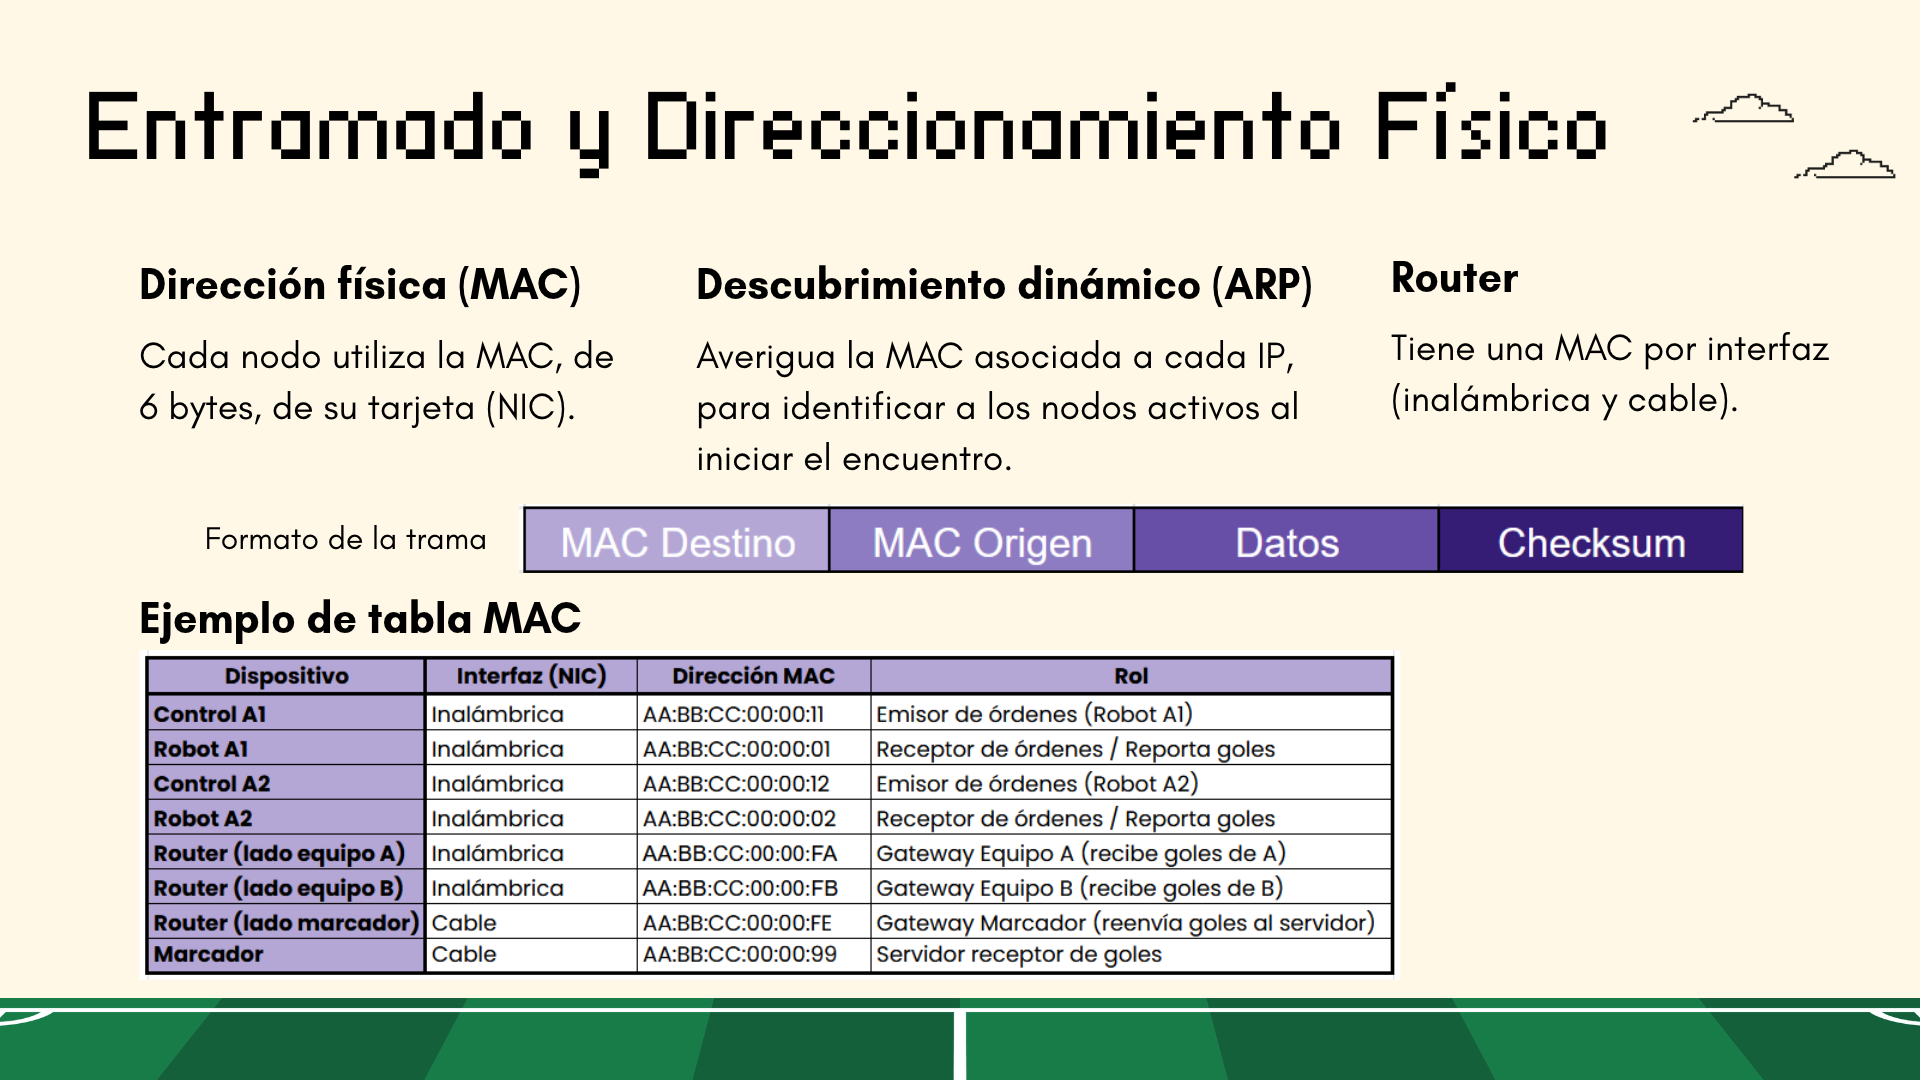 Entramado y Direccionamiento Físico
Dirección física (MAC)
Cada nodo utiliza la MAC, de
6 bytes, de su tarjeta (NIC).
Descubrimiento dinámico (ARP)
Averigua la MAC asociada a cada IP,
para identificar a los nodos activos al
iniciar el encuentro.
Router
Tiene una MAC por interfaz
(inalámbrica y cable).
Formato de la trama
MAC Destino MAC Origen Datos Checksum
Ejemplo de tabla MAC
Dispositivo Interfaz (NIC) Dirección MAC Rol
Control A1 Inalámbrica AA:BB:CC:00:00:11 Emisor de órdenes (Robot A1)
Robot A1 Inalámbrica AA:BB:CC:00:00:01 Receptor de órdenes / Reporta goles
Control A2 Inalámbrica AA:BB:CC:00:00:12 Emisor de órdenes (Robot A2)
Robot A2 Inalámbrica AA:BB:CC:00:00:02 Receptor de órdenes / Reporta goles
Router (lado equipo A) Inalámbrica AA:BB:CC:00:00:FA Gateway Equipo A (recibe goles de A)
Router (lado equipo B) Inalámbrica AA:BB:CC:00:00:FB Gateway Equipo B (recibe goles de B)
Router (lado marcador) Cable AA:BB:CC:00:00:FE Gateway Marcador (reenvía goles al servidor)
Marcador Cable AA:BB:CC:00:00:99 Servidor receptor de goles